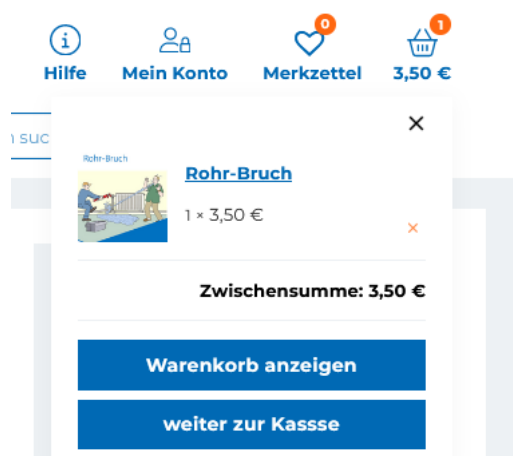 0
1
Hilfe
Mein Konto
Merkzettel
3,50 €
suc
Rohr-Bruch
Rohr-Bruch
1 × 3,50 €
Zwischensumme: 3,50 €
Warenkorb anzeigen
weiter zur Kassse